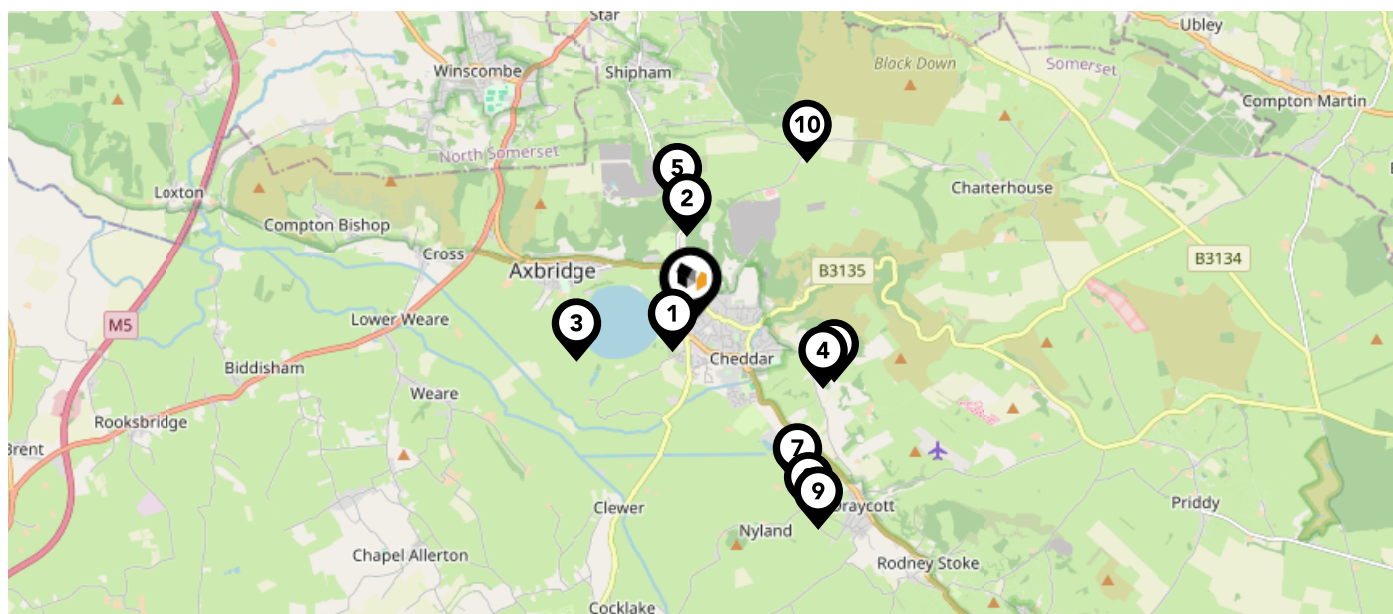 Star
Ubley
Winscombe
Shipham
Black Down
Somerset
Compton Martin
10
North Somerset
5
Loxton
2
Charterhouse
Compton Bishop
Cross
Axbridge
B3135
B3134
M5
3
1
Lower Weare
4
Cheddar
Biddisham
Weare
Rooksbridge
Brent
7
9
Draycott
Priddy
Clewer
Nyland
Chapel Allerton
Rodney Stoke
Cocklake